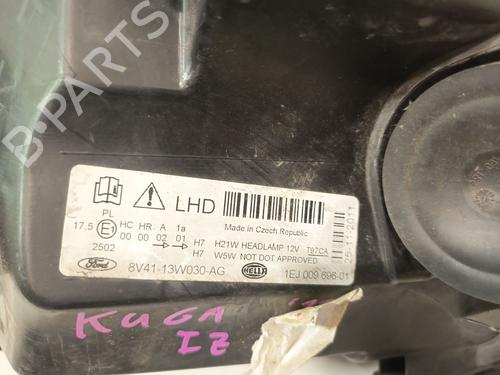 B-PARTS
LHD
Made in Czech Republic
PL
17.5 E1 HC HR A 1a
00 00 02 01
2502
H7 H21W HEADLAMP 12V T97CA
H7 W5W NOT DOT APPROVED
Ford 8V41-13W030-AG HELLA 1EJ 009 696-01
25-11-2011
KUGA
IZ